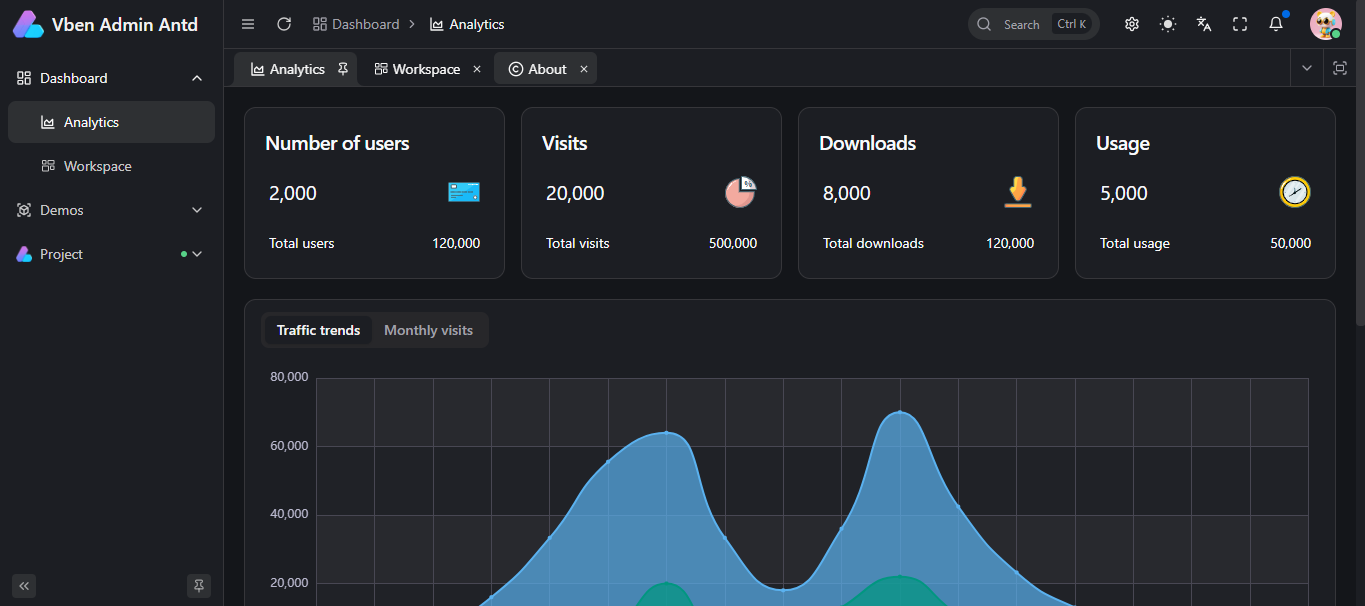 Vben Admin Antd
Dashboard
Analytics
Workspace
Demos
Project
Dashboard > Analytics
Search Ctrl K
Analytics Workspace × About ×
Number of users
2,000
Total users 120,000
Visits
20,000
%
Total visits 500,000
Downloads
8,000
Total downloads 120,000
Usage
5,000
Total usage 50,000
Traffic trends Monthly visits
80,000
60,000
40,000
20,000